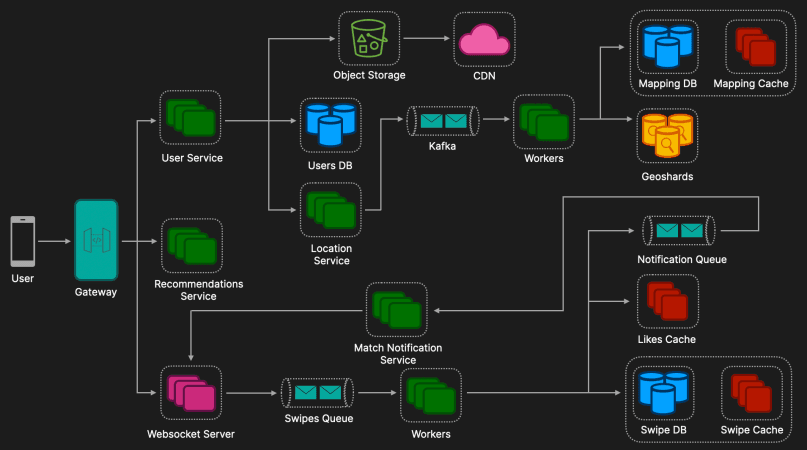 Object Storage
CDN
Mapping DB
Mapping Cache
User Service
Users DB
Kafka
Workers
Geoshards
User
Gateway
Recommendations
Service
Location
Service
Notification Queue
Match Notification
Service
Likes Cache
Websocket Server
Swipes Queue
Workers
Swipe DB
Swipe Cache